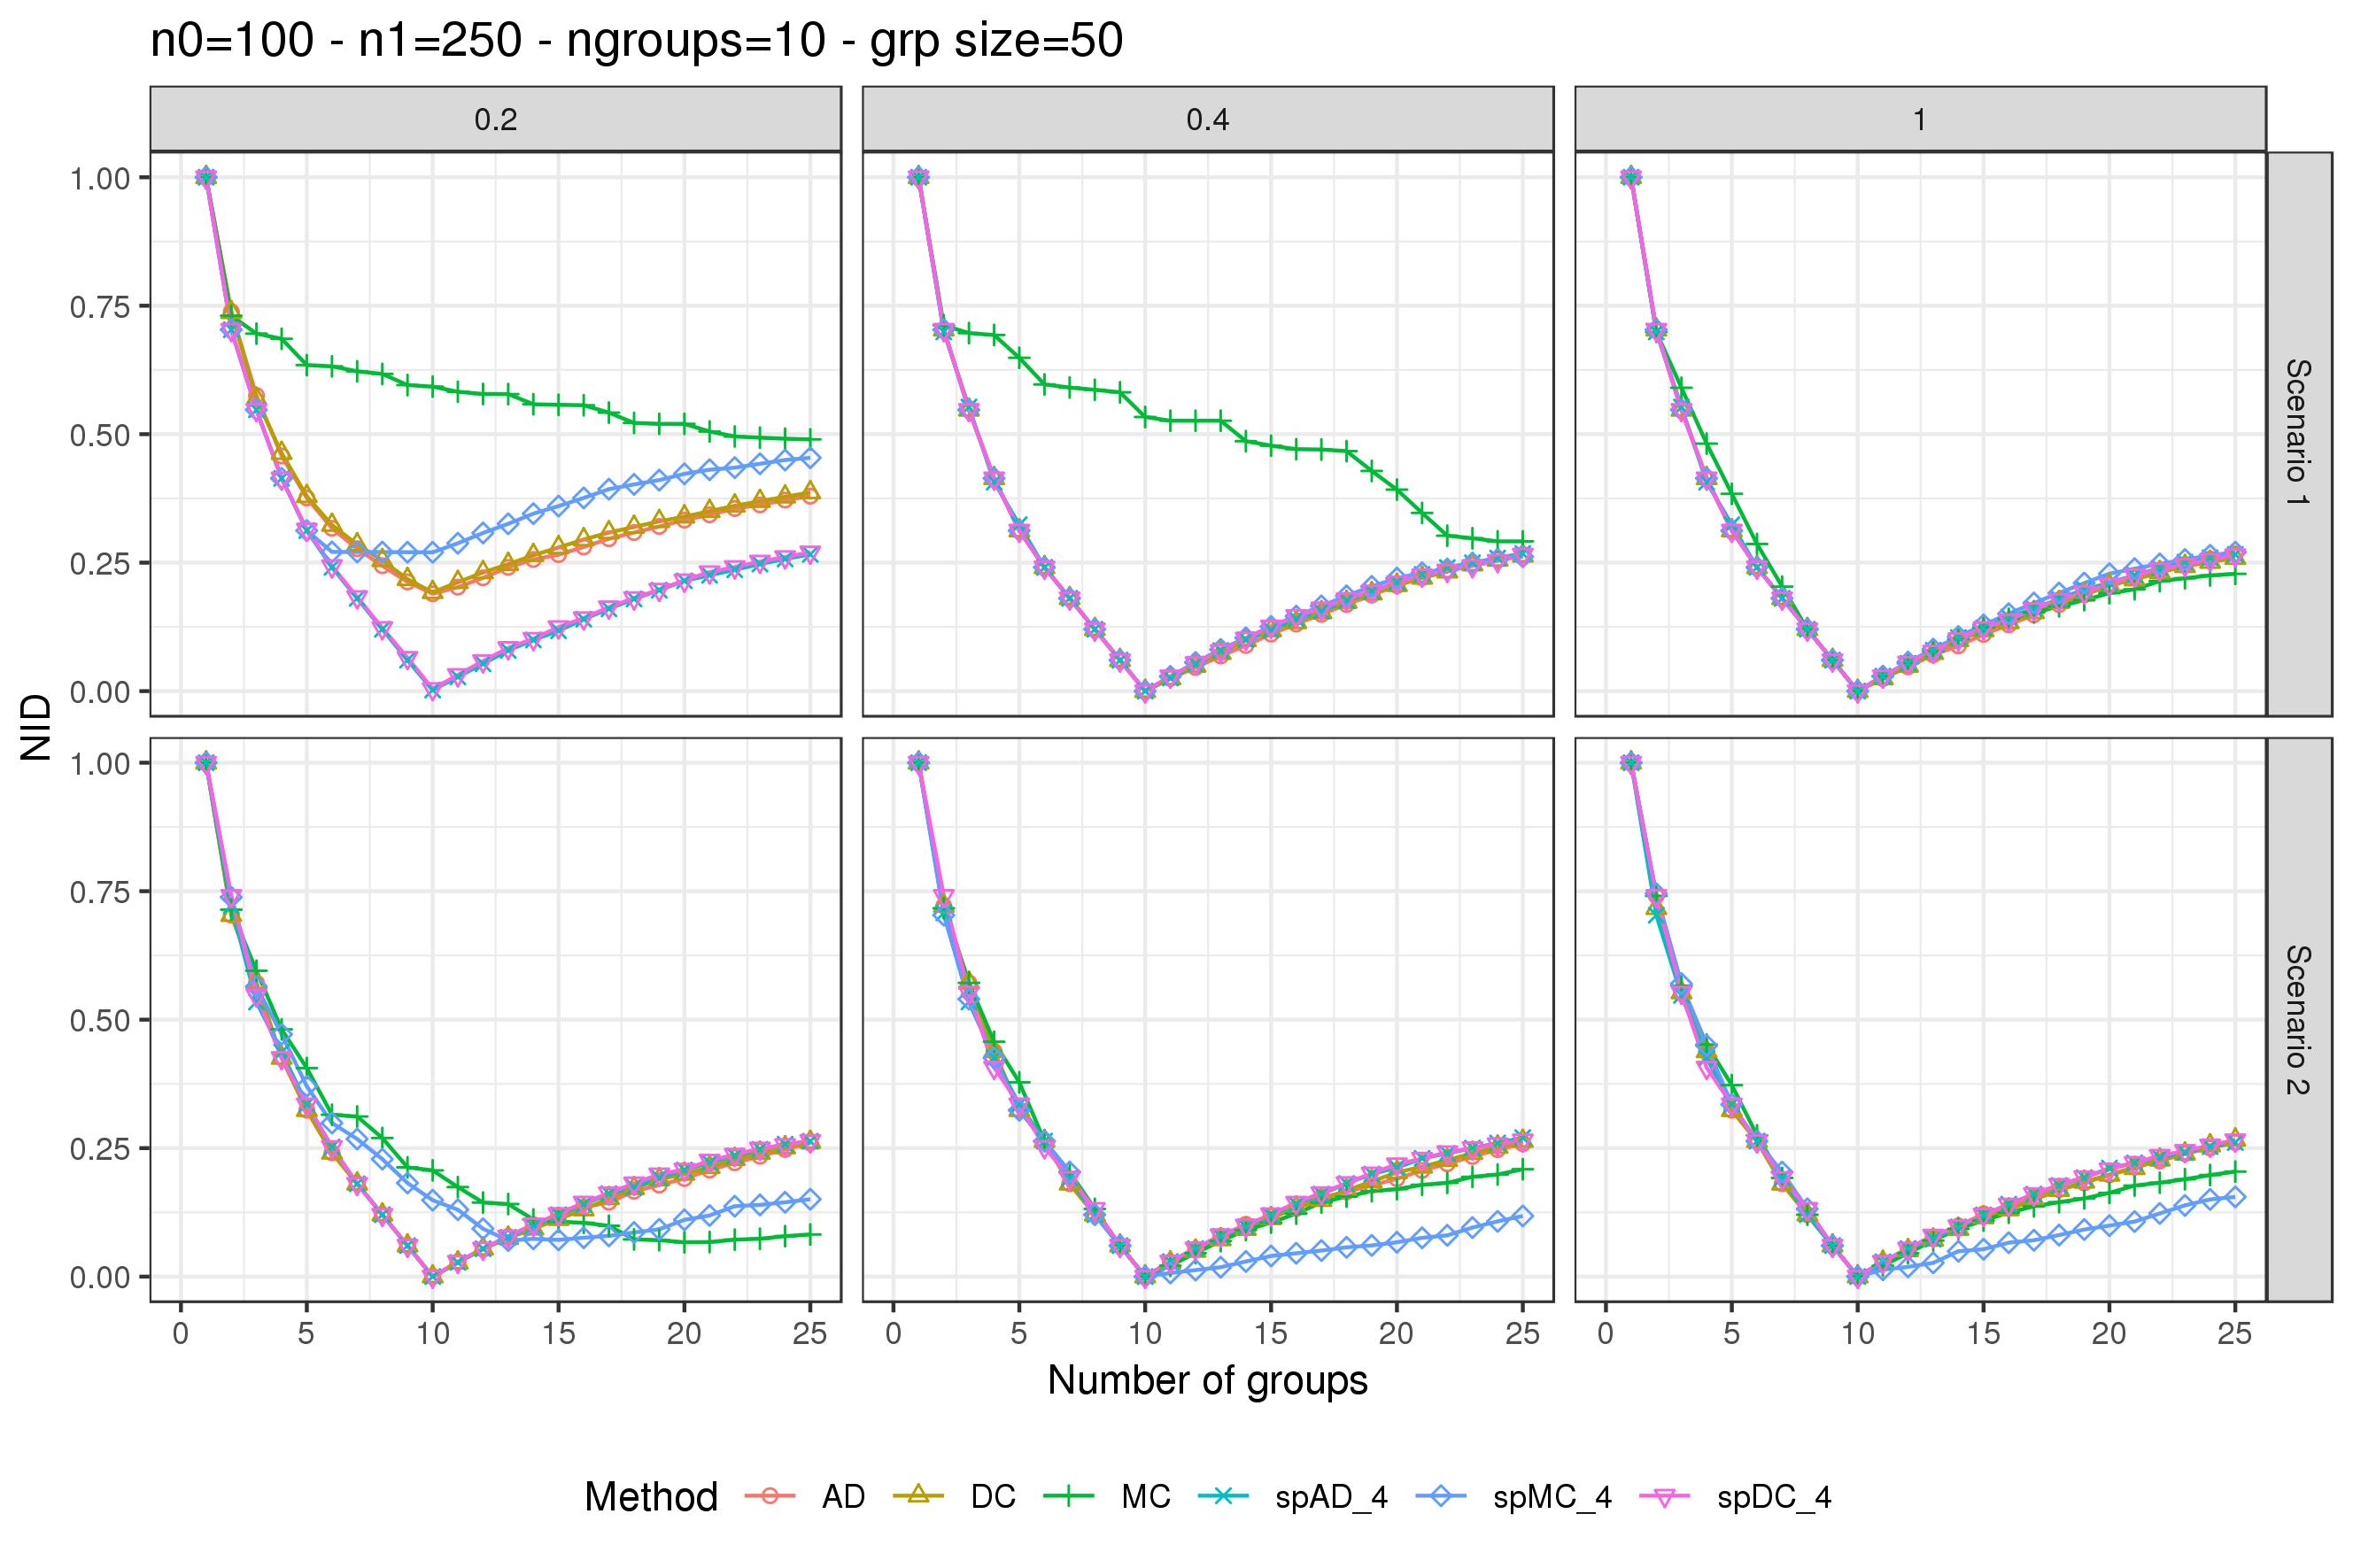 n0=100 - n1=250 - ngroups=10 - grp size=50
0.2
0.4
1
1.00
0.75
0.50
0.25
0.00
Scenario 1
NID
1.00
0.75
0.50
0.25
0.00
Scenario 2
0 5 10 15 20 25
0 5 10 15 20 25
0 5 10 15 20 25
Number of groups
Method AD DC MC spAD_4 spMC_4 spDC_4